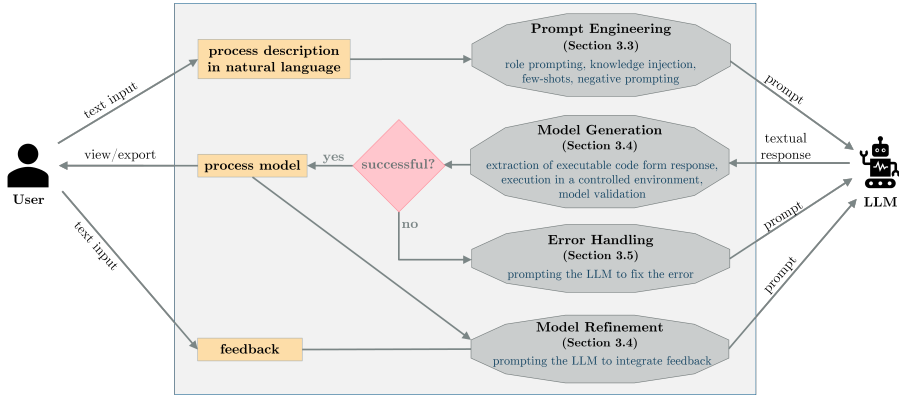 process description
in natural language
Prompt Engineering
(Section 3.3)
role prompting, knowledge injection,
few-shots, negative prompting
text input
prompt
Model Generation
(Section 3.4)
extraction of executable code form response,
execution in a controlled environment,
model validation
successful?
yes
no
process model
view/export
textual
response
User
LLM
Error Handling
(Section 3.5)
prompting the LLM to fix the error
prompt
text input
feedback
Model Refinement
(Section 3.4)
prompting the LLM to integrate feedback
prompt